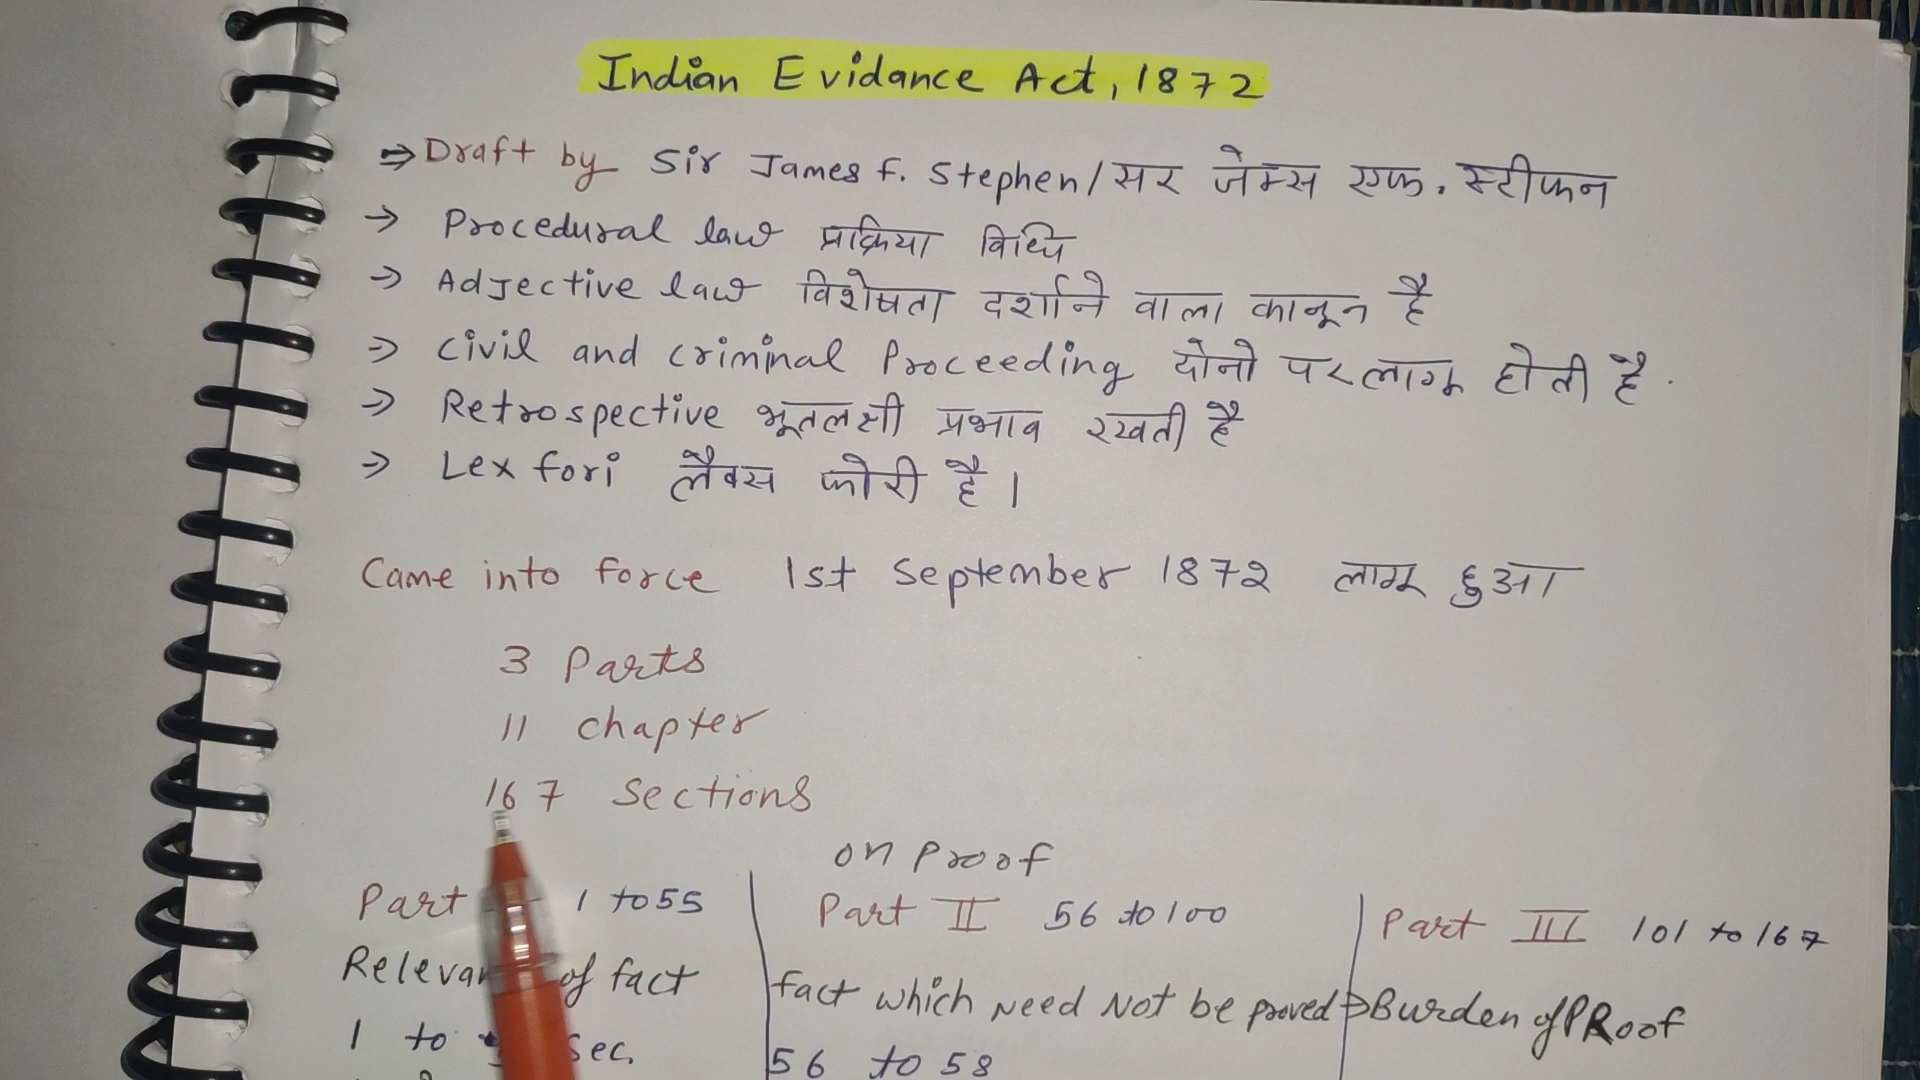 Indian Evidance Act, 1872
⇒ Draft by Sir James F. Stephen / सर जेम्स एफ. स्टीफन
→ Procedural law प्रक्रिया विधि
→ Adjective law विशेषता दर्शाने वाला कानून है
→ Civil and Criminal Proceeding दोनो पर लागू होती है.
→ Retrospective भूतलक्षी प्रभाव रखती है
→ Lex fori लैक्स फोरी है।
Came into force 1st September 1872 लागू हुआ
3 Parts
11 chapter
167 Sections
on Proof
Part 1 to 55
Part II 56 to 100
Part III 101 to 167
of fact
fact which need not be proved
→ Burden of PRoof
1 to sec.
56 to 58